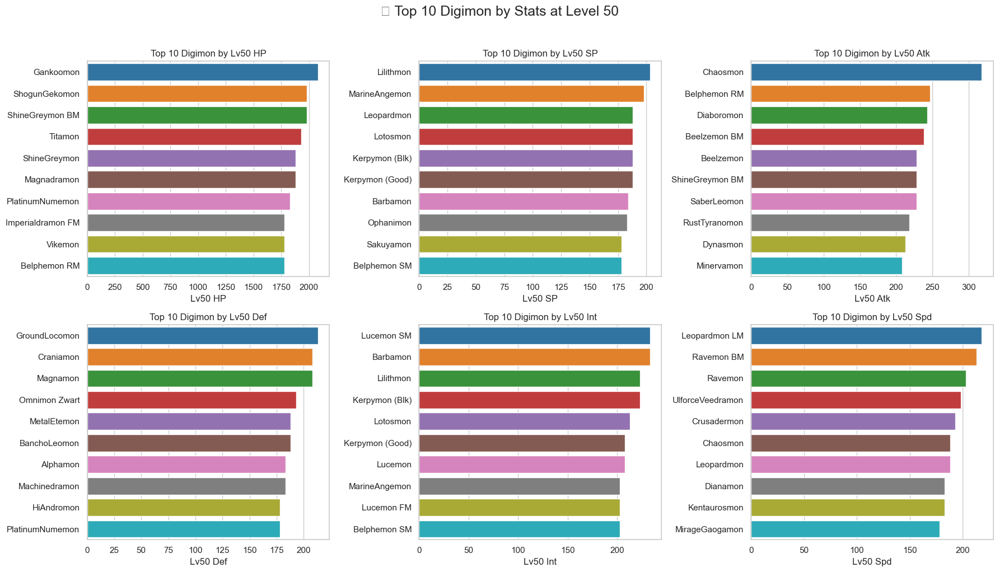 Top 10 Digimon by Stats at Level 50
Top 10 Digimon by Lv50 HP
Gankoomon
ShogunGekomon
ShineGreymon BM
Titamon
ShineGreymon
Magnadramon
PlatinumNumemon
Imperialdramon FM
Vikemon
Belphemon RM
0 250 500 750 1000 1250 1500 1750 2000
Lv50 HP
Top 10 Digimon by Lv50 SP
Lilithmon
MarineAngemon
Leopardmon
Lotosmon
Kerpymon (Blk)
Kerpymon (Good)
Barbamon
Ophanimon
Sakuyamon
Belphemon SM
0 25 50 75 100 125 150 175 200
Lv50 SP
Top 10 Digimon by Lv50 Atk
Chaosmon
Belphemon RM
Diaboromon
Beelzemon BM
Beelzemon
ShineGreymon BM
SaberLeomon
RustTyranomon
Dynasmon
Minervamon
0 50 100 150 200 250 300
Lv50 Atk
Top 10 Digimon by Lv50 Def
GroundLocomon
Craniamon
Magnamon
Omnimon Zwart
MetalEtemon
BanchoLeomon
Alphamon
Machinedramon
HiAndromon
PlatinumNumemon
0 25 50 75 100 125 150 175 200
Lv50 Def
Top 10 Digimon by Lv50 Int
Lucemon SM
Barbamon
Lilithmon
Kerpymon (Blk)
Lotosmon
Kerpymon (Good)
Lucemon
MarineAngemon
Lucemon FM
Belphemon SM
0 50 100 150 200
Lv50 Int
Top 10 Digimon by Lv50 Spd
Leopardmon LM
Ravemon BM
Ravemon
UlforceVeedramon
Crusadermon
Chaosmon
Leopardmon
Dianamon
Kentaurosmon
MirageGaogamon
0 50 100 150 200
Lv50 Spd